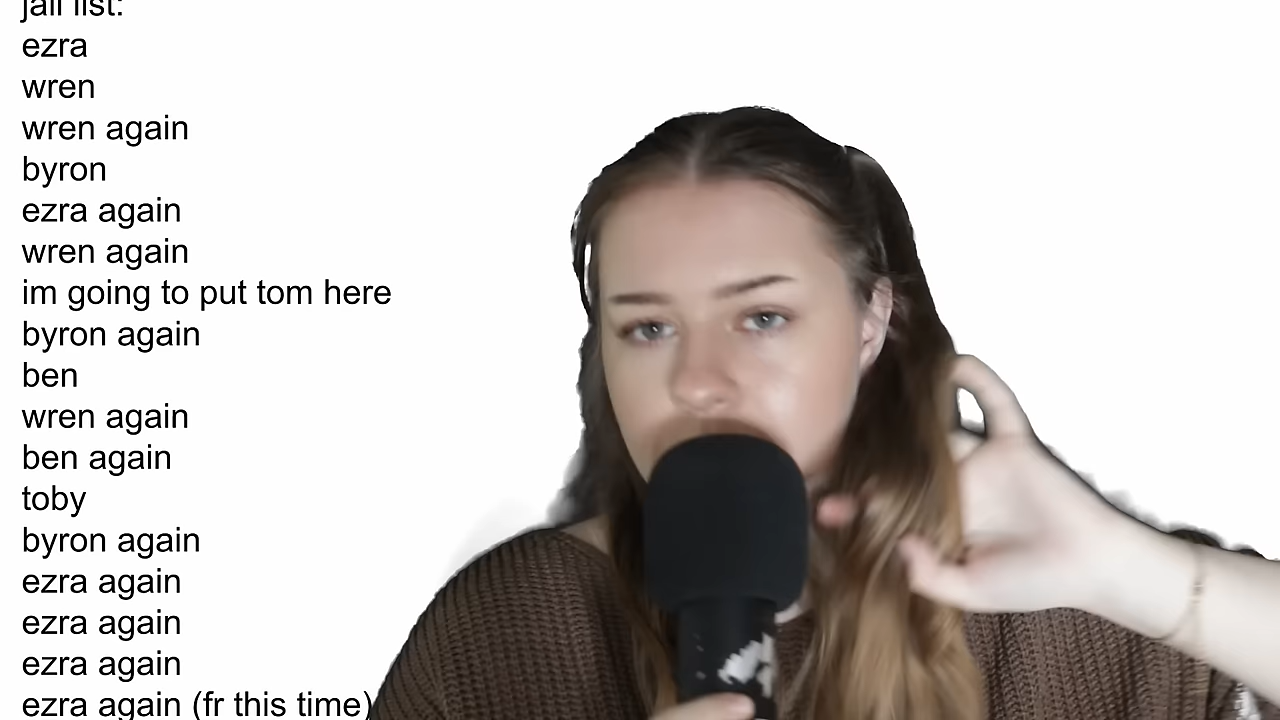 jail list:
ezra
wren
wren again
byron
ezra again
wren again
im going to put tom here
byron again
ben
wren again
ben again
toby
byron again
ezra again
ezra again
ezra again
ezra again (fr this time)